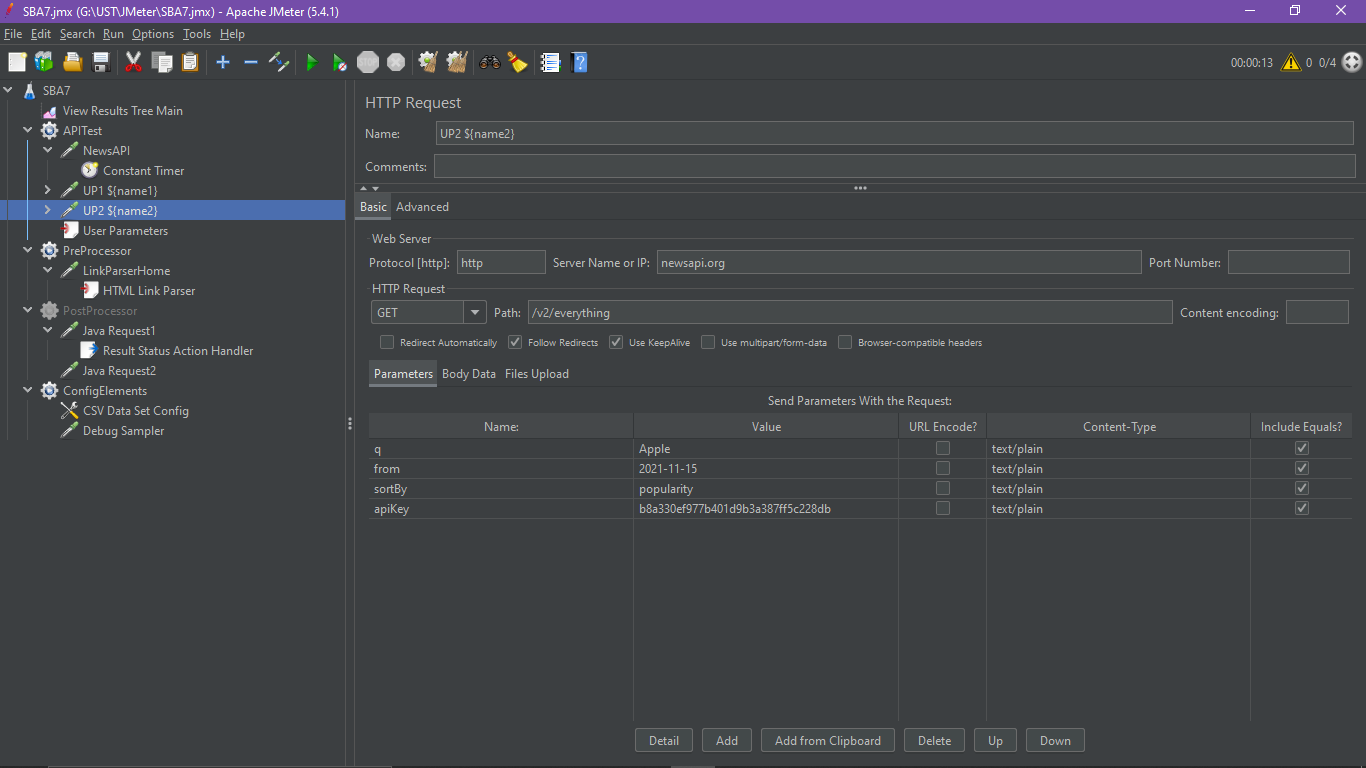 SBA7.jmx (G:\UST\JMeter\SBA7.jmx) - Apache JMeter (5.4.1)
File Edit Search Run Options Tools Help
STOP
00:00:13 0 0/4
SBA7
View Results Tree Main
APITest
NewsAPI
Constant Timer
UP1 ${name1}
UP2 ${name2}
User Parameters
PreProcessor
LinkParserHome
HTML Link Parser
PostProcessor
Java Request1
Result Status Action Handler
Java Request2
ConfigElements
CSV Data Set Config
Debug Sampler
HTTP Request
Name: UP2 ${name2}
Comments:
Basic Advanced
Web Server
Protocol [http]: http Server Name or IP: newsapi.org Port Number:
HTTP Request
GET Path: /v2/everything Content encoding:
Redirect Automatically Follow Redirects Use KeepAlive Use multipart/form-data Browser-compatible headers
Parameters Body Data Files Upload
Send Parameters With the Request:
Name: Value URL Encode? Content-Type Include Equals?
q Apple text/plain
from 2021-11-15 text/plain
sortBy popularity text/plain
apiKey b8a330ef977b401d9b3a387ff5c228db text/plain
Detail Add Add from Clipboard Delete Up Down